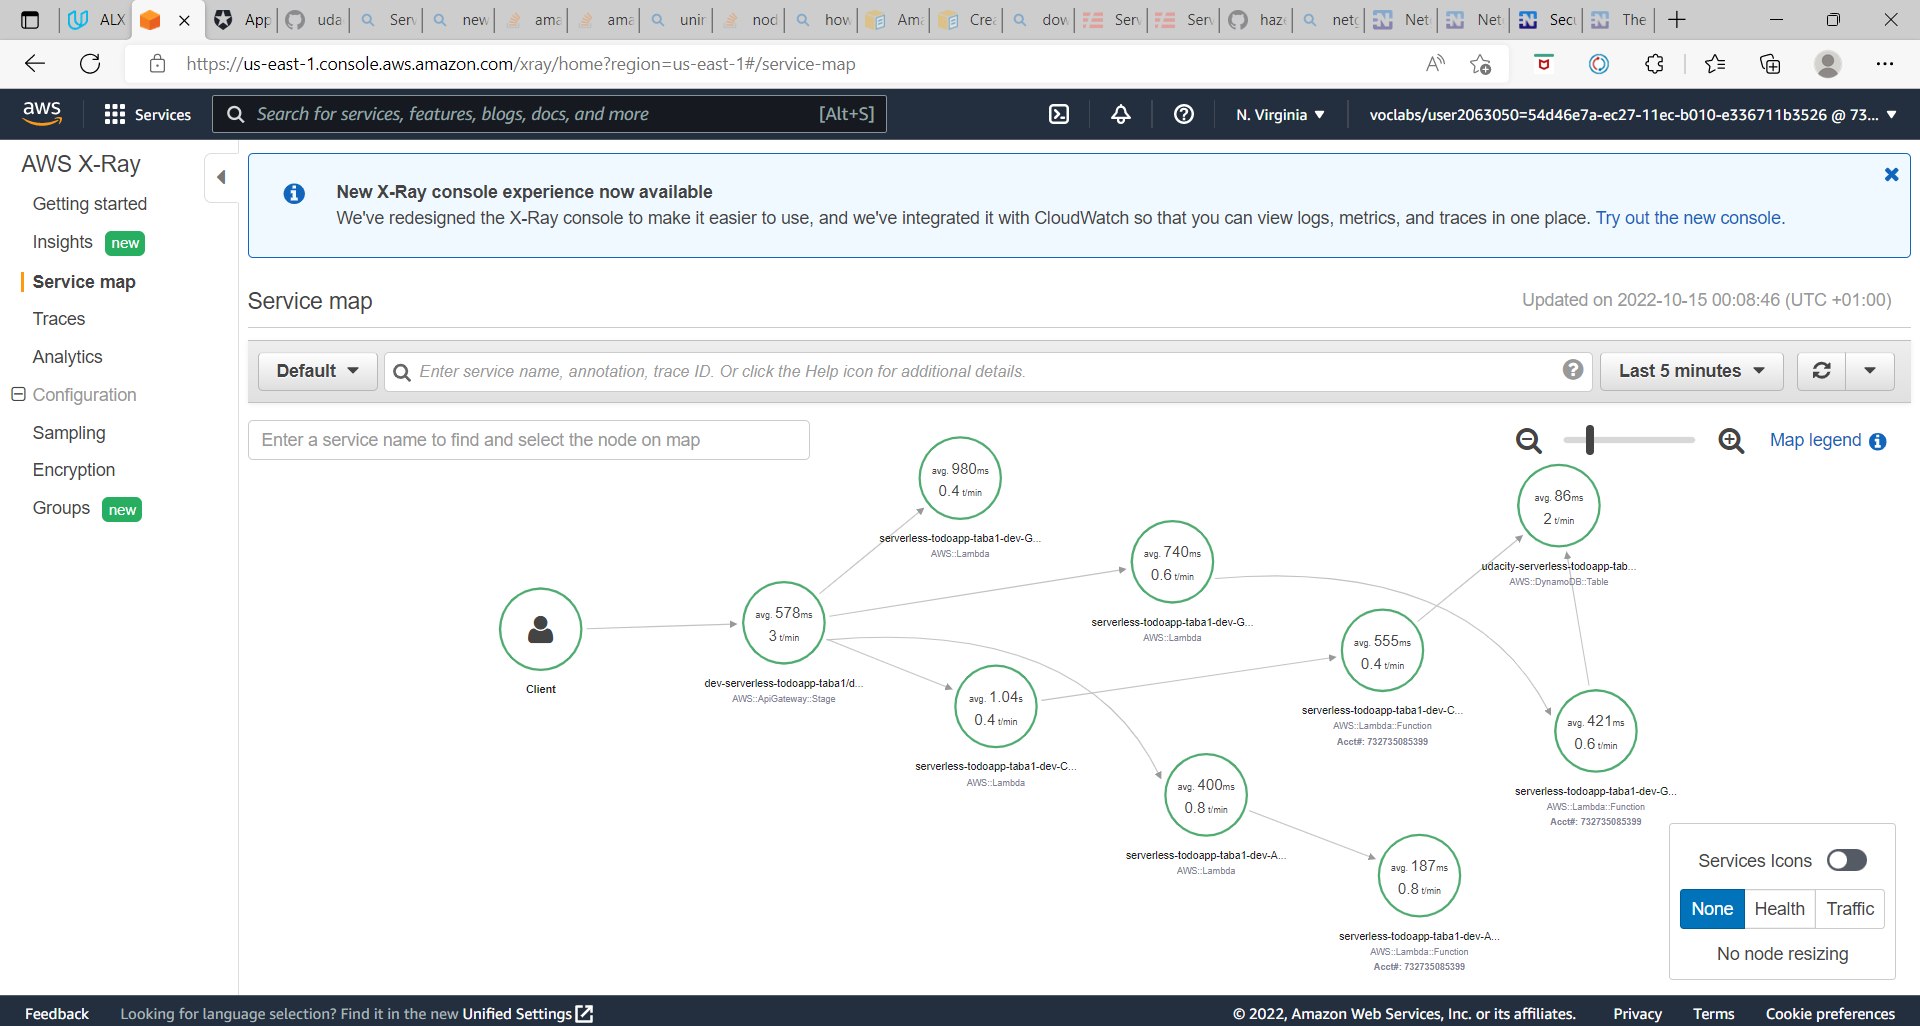 ALX
App
uda
Serv
new
ama
ama
unir
nod
how
Ama
Crea
dow
Serv
Serv
haze
netg
Net
Net
Sec
The
https://us-east-1.console.aws.amazon.com/xray/home?region=us-east-1#/service-map
aws
Services
Search for services, features, blogs, docs, and more
[Alt+S]
N. Virginia
voclabs/user2063050=54d46e7a-ec27-11ec-b010-e336711b3526 @ 73...
AWS X-Ray
Getting started
Insights new
Service map
Traces
Analytics
Configuration
Sampling
Encryption
Groups new
New X-Ray console experience now available
We've redesigned the X-Ray console to make it easier to use, and we've integrated it with CloudWatch so that you can view logs, metrics, and traces in one place. Try out the new console.
Service map
Updated on 2022-10-15 00:08:46 (UTC +01:00)
Default
Enter service name, annotation, trace ID. Or click the Help icon for additional details.
Last 5 minutes
Enter a service name to find and select the node on map
Map legend
avg. 980ms
0.4 t/min
serverless-todoapp-taba1-dev-G...
AWS::Lambda
avg. 86ms
2 t/min
udacity-serverless-todoapp-tab...
AWS::DynamoDB::Table
avg. 740ms
0.6 t/min
serverless-todoapp-taba1-dev-G...
AWS::Lambda
Client
avg. 578ms
3 t/min
dev-serverless-todoapp-taba1/d...
AWS::ApiGateway::Stage
avg. 555ms
0.4 t/min
serverless-todoapp-taba1-dev-C...
AWS::Lambda::Function
Acct#: 732735085399
avg. 1.04s
0.4 t/min
serverless-todoapp-taba1-dev-C...
AWS::Lambda
avg. 421ms
0.6 t/min
serverless-todoapp-taba1-dev-G...
AWS::Lambda::Function
Acct#: 732735085399
avg. 400ms
0.8 t/min
serverless-todoapp-taba1-dev-A...
AWS::Lambda
avg. 187ms
0.8 t/min
serverless-todoapp-taba1-dev-A...
AWS::Lambda::Function
Acct#: 732735085399
Services Icons
None
Health
Traffic
No node resizing
Feedback
Looking for language selection? Find it in the new Unified Settings
© 2022, Amazon Web Services, Inc. or its affiliates.
Privacy
Terms
Cookie preferences